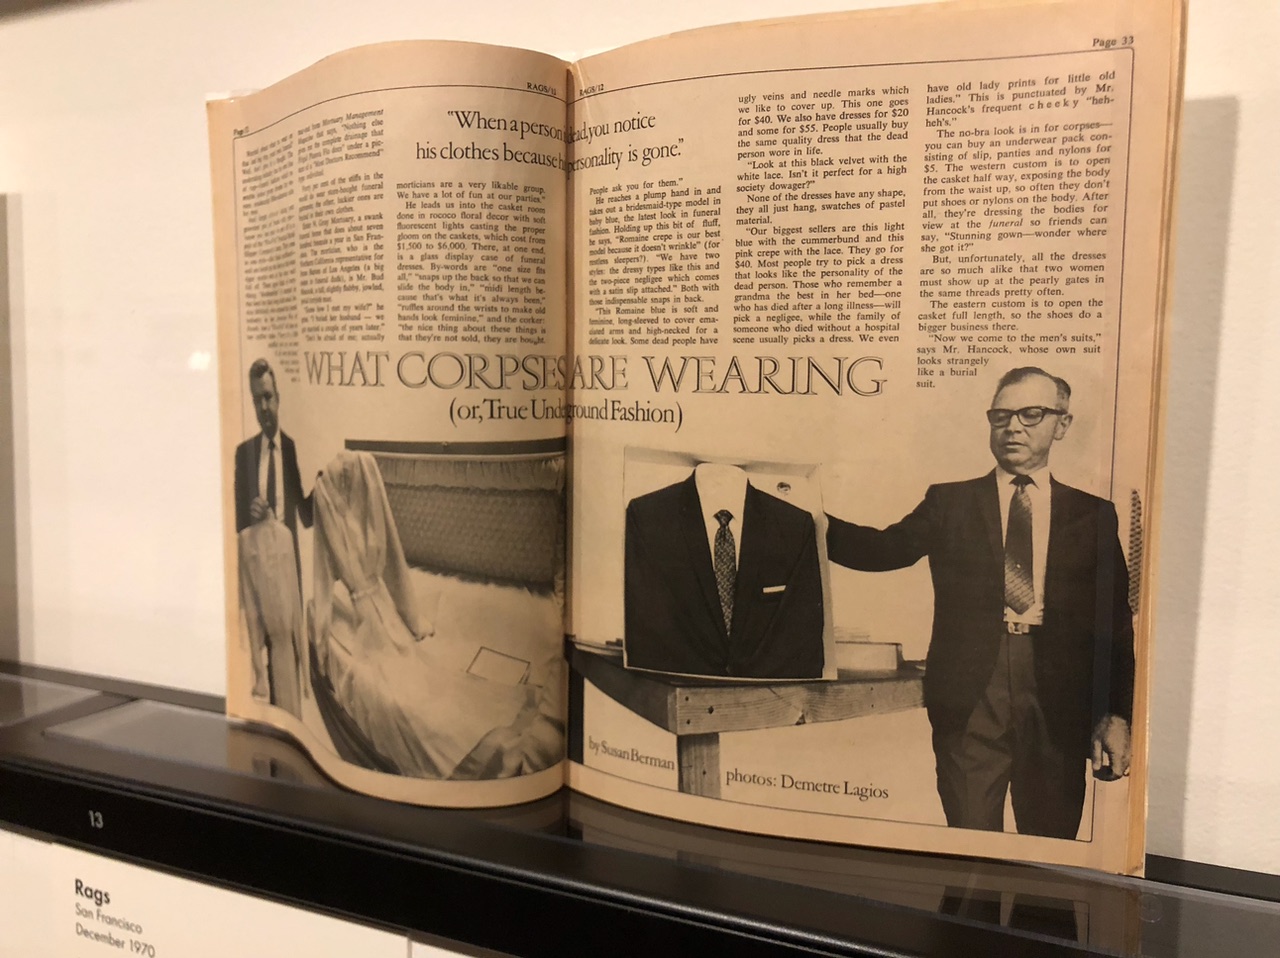 RAGS/11
"When a person is dead, you notice
his clothes because his personality is gone."
morticians are a very likable group.
We have a lot of fun at our parties."
He leads us into the casket room
done in rococo floral decor with soft
fluorescent lights casting the proper
gloom on the caskets, which cost from
$1,500 to $6,000. There, at one end,
is a glass display case of funeral
dresses. By-words are "one size fits
all," "snaps up the back so that we can
slide the body in," "midi length be-
cause that's what it's always been,"
"ruffles around the wrists to make old
hands look feminine," and the corker:
"the nice thing about these things is
that they're not sold, they are bought.
RAGS/12
Page 33
People ask you for them."
He reaches a plump hand in and
takes out a bridesmaid-type model in
baby blue, the latest look in funeral
fashion. Holding up this bit of fluff,
he says, "Romaine crepe is our best
model because it doesn't wrinkle" (for
restless sleepers?). "We have two
styles: the dressy types like this and
the two-piece negligee which comes
with a satin slip attached." Both with
those indispensable snaps in back.
"This Romaine blue is soft and
feminine, long-sleeved to cover ema-
ciated arms and high-necked for a
delicate look. Some dead people have
ugly veins and needle marks which
we like to cover up. This one goes
for $40. We also have dresses for $20
and some for $55. People usually buy
the same quality dress that the dead
person wore in life.
"Look at this black velvet with the
white lace. Isn't it perfect for a high
society dowager?"
None of the dresses have any shape,
they all just hang, swatches of pastel
material.
"Our biggest sellers are this light
blue with the cummerbund and this
pink crepe with the lace. They go for
$40. Most people try to pick a dress
that looks like the personality of the
dead person. Those who remember a
grandma the best in her bed—one
who has died after a long illness—will
pick a negligee, while the family of
someone who died without a hospital
scene usually picks a dress. We even
have old lady prints for little old
ladies." This is punctuated by Mr.
Hancock's frequent cheeky "heh-
heh's."
The no-bra look is in for corpses—
you can buy an underwear pack con-
sisting of slip, panties and nylons for
$5. The western custom is to open
the casket half way, exposing the body
from the waist up, so often they don't
put shoes or nylons on the body. After
all, they're dressing the bodies for
view at the funeral so friends can
say, "Stunning gown—wonder where
she got it?"
But, unfortunately, all the dresses
are so much alike that two women
must show up at the pearly gates in
the same threads pretty often.
The eastern custom is to open the
casket full length, so the shoes do a
bigger business there.
"Now we come to the men's suits,"
says Mr. Hancock, whose own suit
looks strangely
like a burial
suit.
WHAT CORPSES ARE WEARING
(or, True Underground Fashion)
by Susan Berman
photos: Demetre Lagios
13
Rags
San Francisco
December 1970